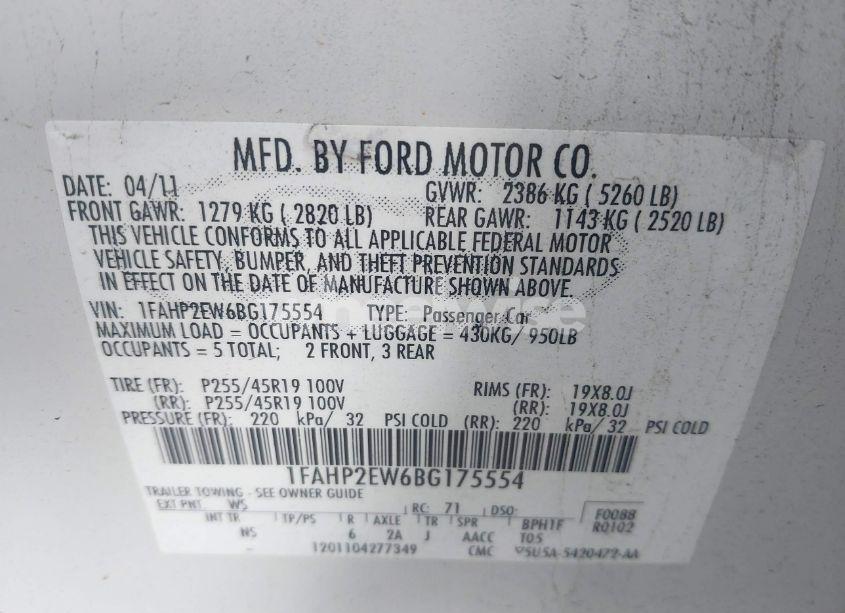 MFD. BY FORD MOTOR CO.
DATE: 04/11 GVWR: 2386 KG ( 5260 LB)
FRONT GAWR: 1279 KG ( 2820 LB) REAR GAWR: 1143 KG ( 2520 LB)
THIS VEHICLE CONFORMS TO ALL APPLICABLE FEDERAL MOTOR
VEHICLE SAFETY, BUMPER, AND THEFT PREVENTION STANDARDS
IN EFFECT ON THE DATE OF MANUFACTURE SHOWN ABOVE.
VIN: 1FAHP2EW6BG175554 TYPE: Passenger Car
MAXIMUM LOAD = OCCUPANTS + LUGGAGE = 430KG/ 950LB
OCCUPANTS = 5 TOTAL; 2 FRONT, 3 REAR
TIRE (FR): P255/45R19 100V RIMS (FR): 19X8.0J
(RR): P255/45R19 100V (RR): 19X8.0J
PRESSURE (FR): 220 kPa/ 32 PSI COLD (RR): 220 kPa/ 32 PSI COLD
1FAHP2EW6BG175554
TRAILER TOWING - SEE OWNER GUIDE
EXT PNT: WS RC: 71 DSO: F0088
INT TR TP/PS R AXLE TR SPR BPH1F R0102
NS 6 2A J AACC T05
1201104277349 CMC